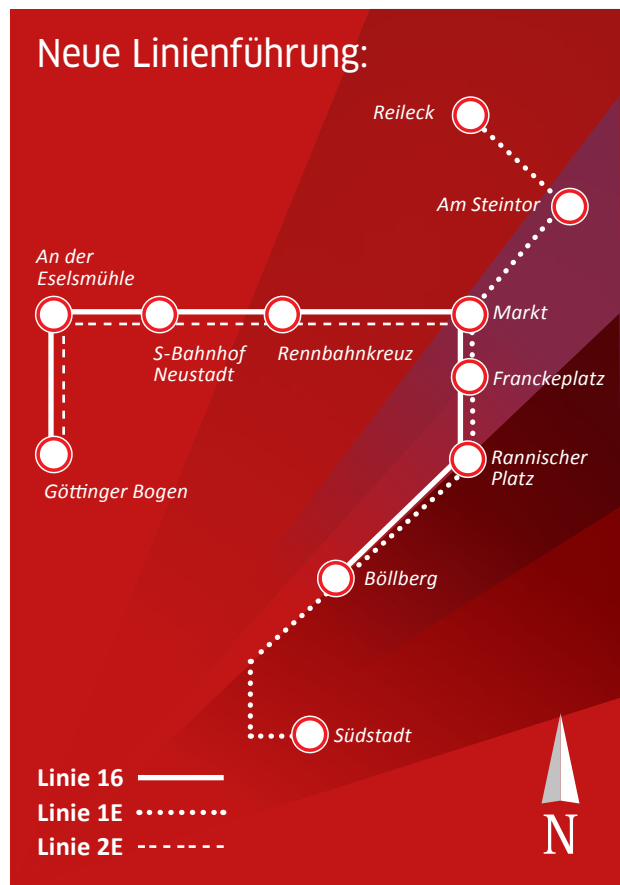 Neue Linienführung:
Reileck
Am Steintor
An der
Eselsmühle
Markt
S-Bahnhof
Neustadt
Rennbahnkreuz
Franckeplatz
Rannischer
Platz
Göttinger Bogen
Böllberg
Südstadt
Linie 16
Linie 1E
Linie 2E
N